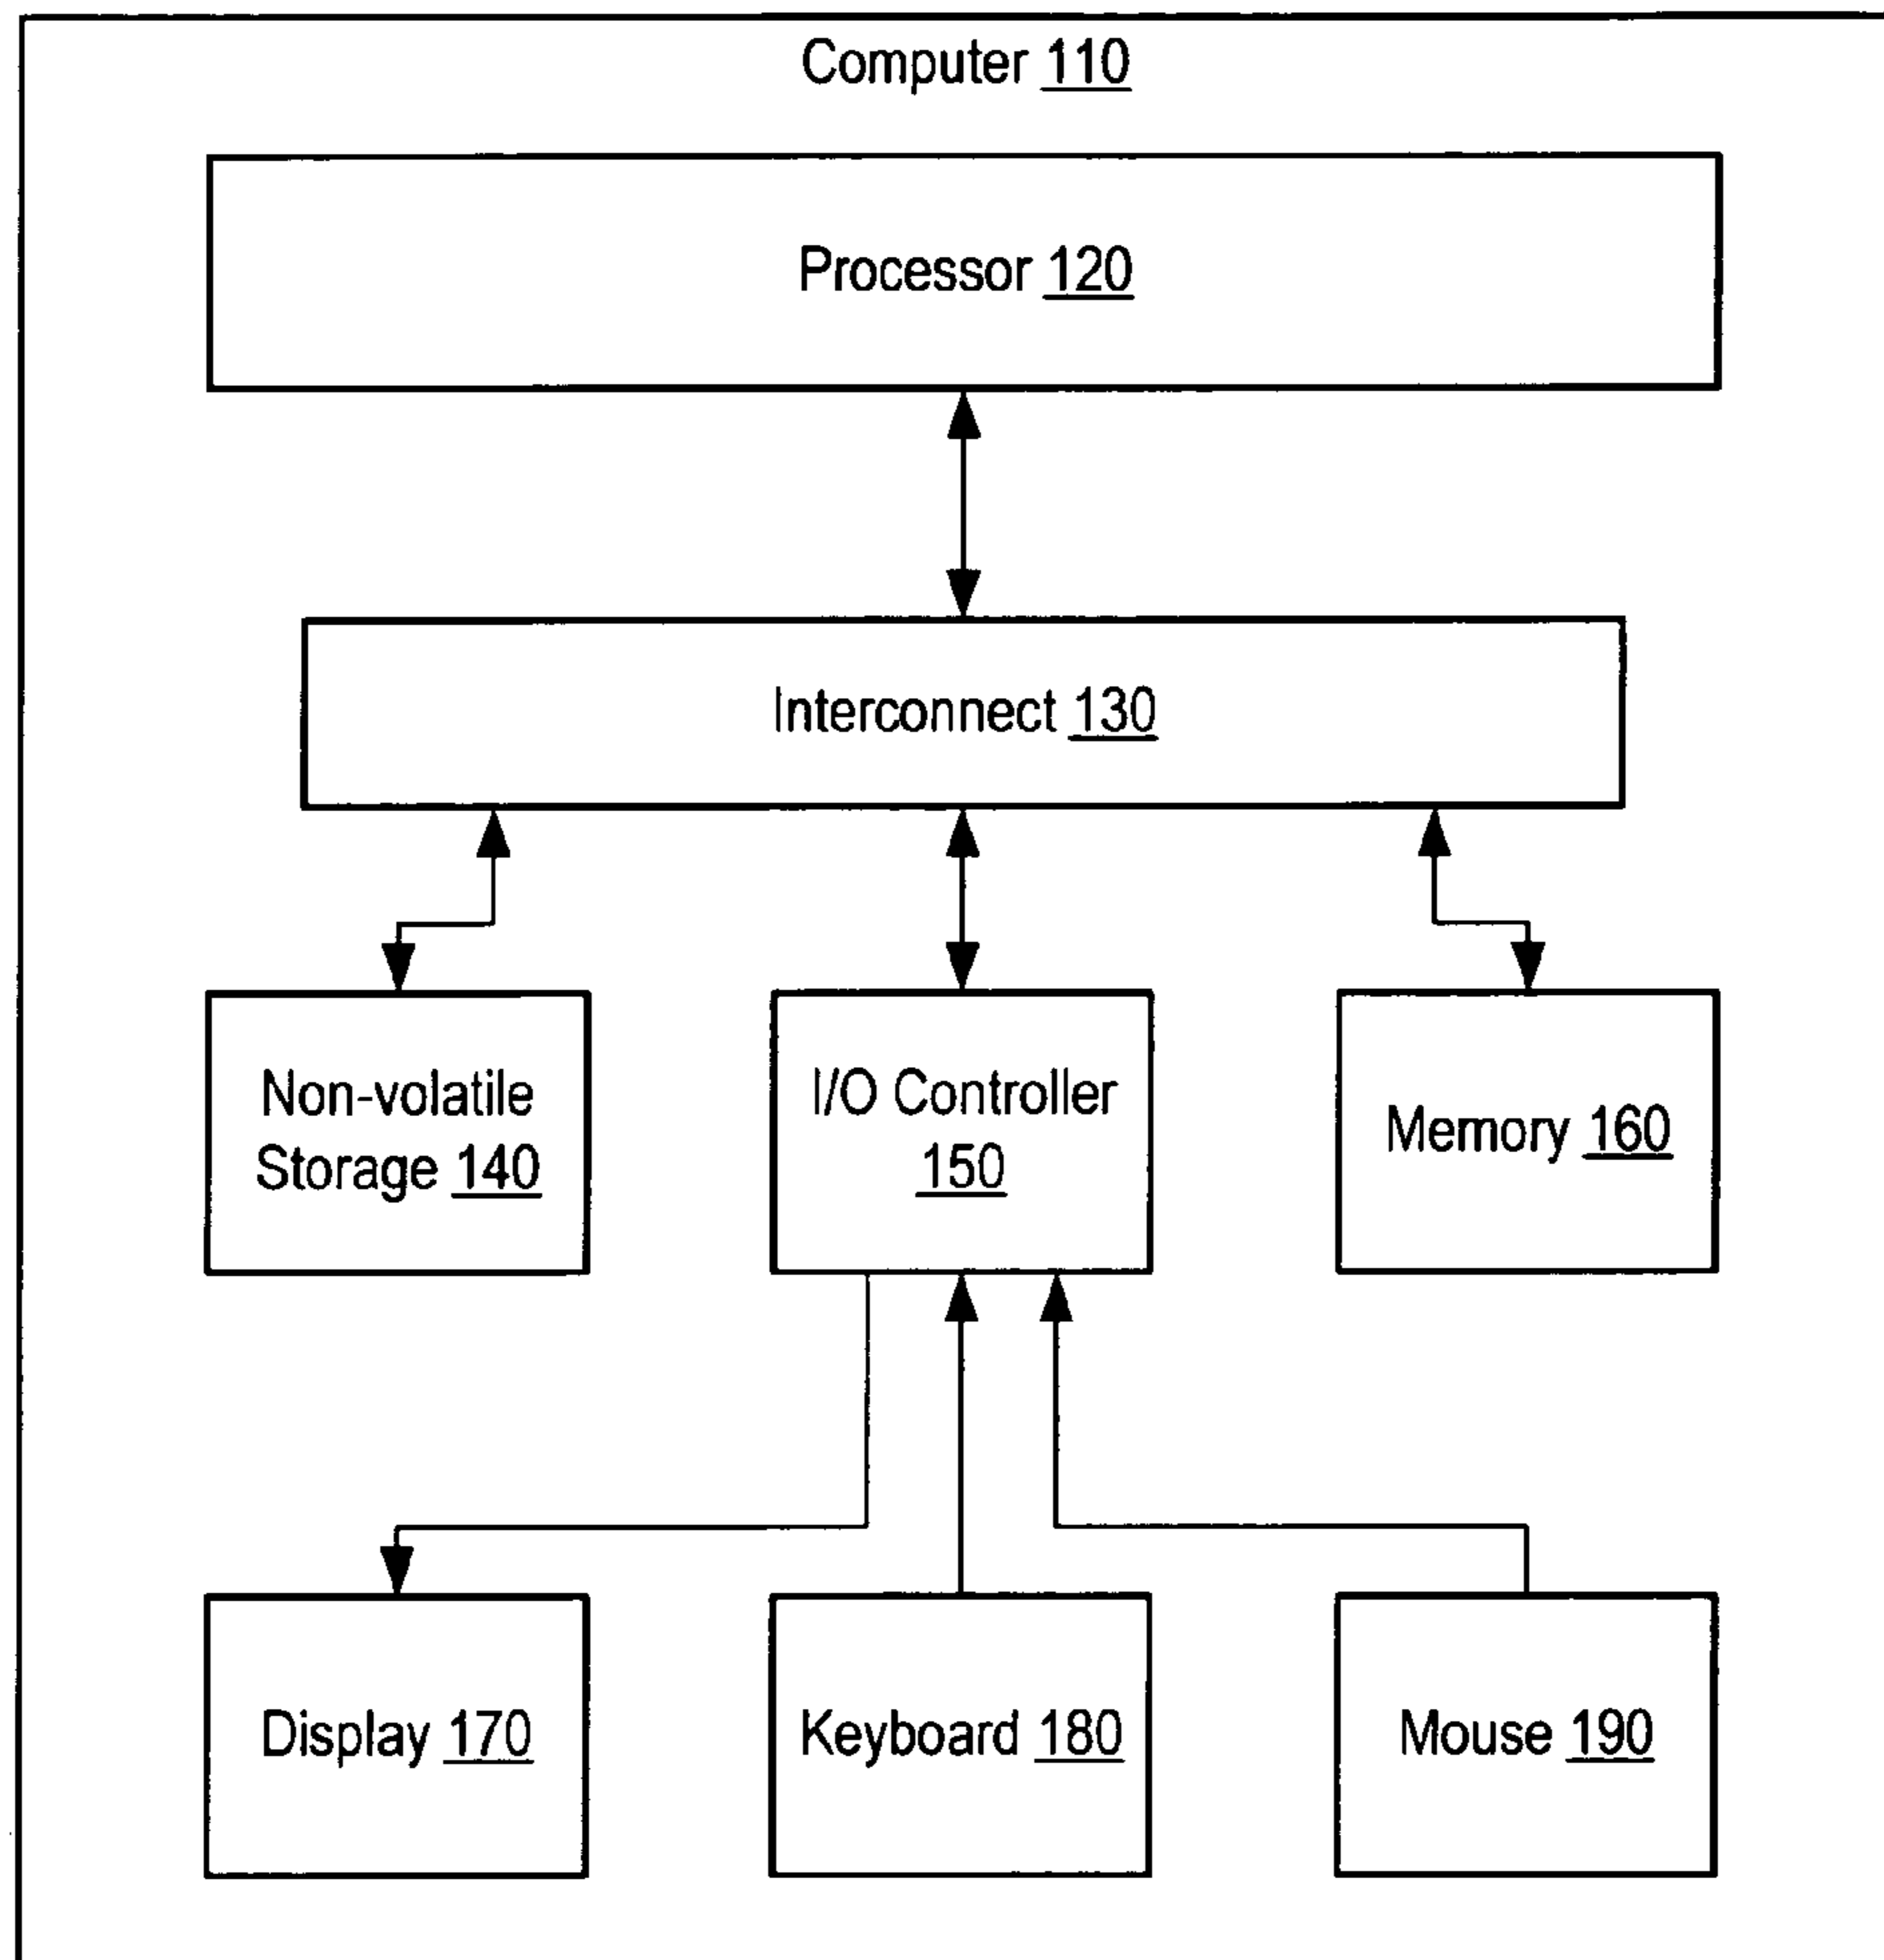 Computer 110
Processor 120
Interconnect 130
Non-volatile
Storage 140
I/O Controller
150
Memory 160
Display 170
Keyboard 180
Mouse 190